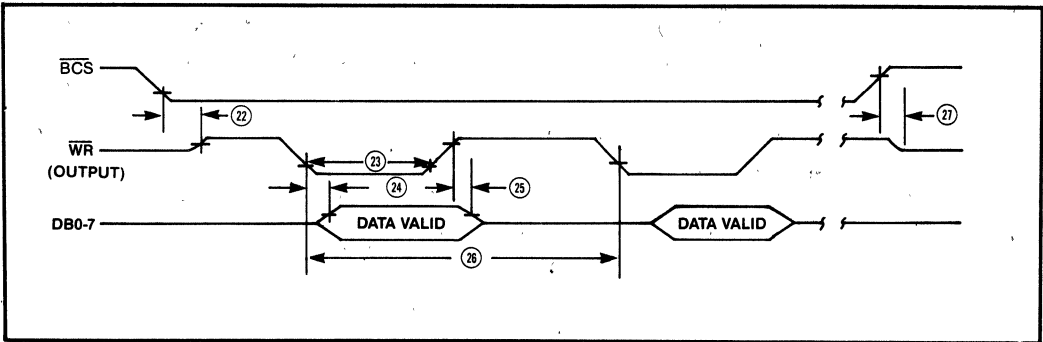 BCS
22
27
WR
(OUTPUT)
23
24
25
DB0-7
DATA VALID
DATA VALID
26